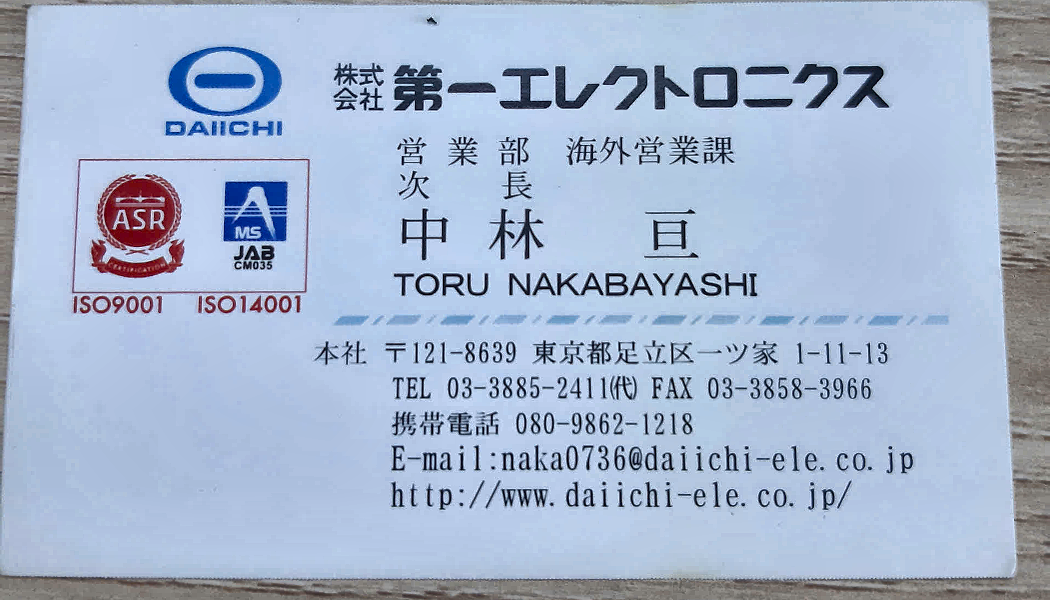 DAIICHI
株式会社 第一エレクトロニクス
営業部 海外営業課
次長
中林 亘
TORU NAKABAYASHI
ASR
CERTIFICATION
MS
JAB
CM035
ISO9001 ISO14001
本社 〒121-8639 東京都足立区一ツ家 1-11-13
TEL 03-3885-2411㈹ FAX 03-3858-3966
携帯電話 080-9862-1218
E-mail:naka0736@daiichi-ele.co.jp
http://www.daiichi-ele.co.jp/